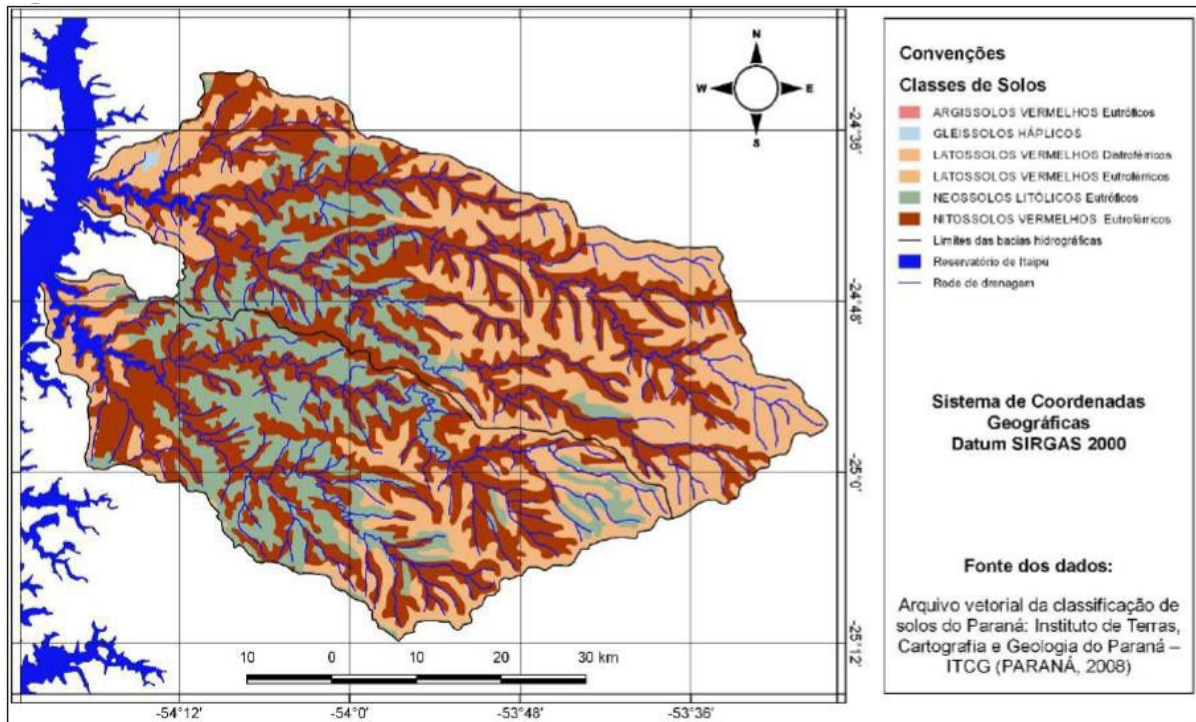 N
W E
S
-24°36'
-24°48'
-25°0'
-25°12'
10 0 10 20 30 km
-54°12' -54°0' -53°48' -53°36'
Convenções
Classes de Solos
ARGISSOLOS VERMELHOS Eutróficos
GLEISSOLOS HÁPLICOS
LATOSSOLOS VERMELHOS Distroférricos
LATOSSOLOS VERMELHOS Eutroférricos
NEOSSOLOS LITÓLICOS Eutróficos
NITOSSOLOS VERMELHOS Eutroférricos
Limites das bacias hidrográficas
Reservatório de Itaipu
Rede de drenagem
Sistema de Coordenadas
Geográficas
Datum SIRGAS 2000
Fonte dos dados:
Arquivo vetorial da classificação de
solos do Paraná: Instituto de Terras,
Cartografia e Geologia do Paraná –
ITCG (PARANÁ, 2008)